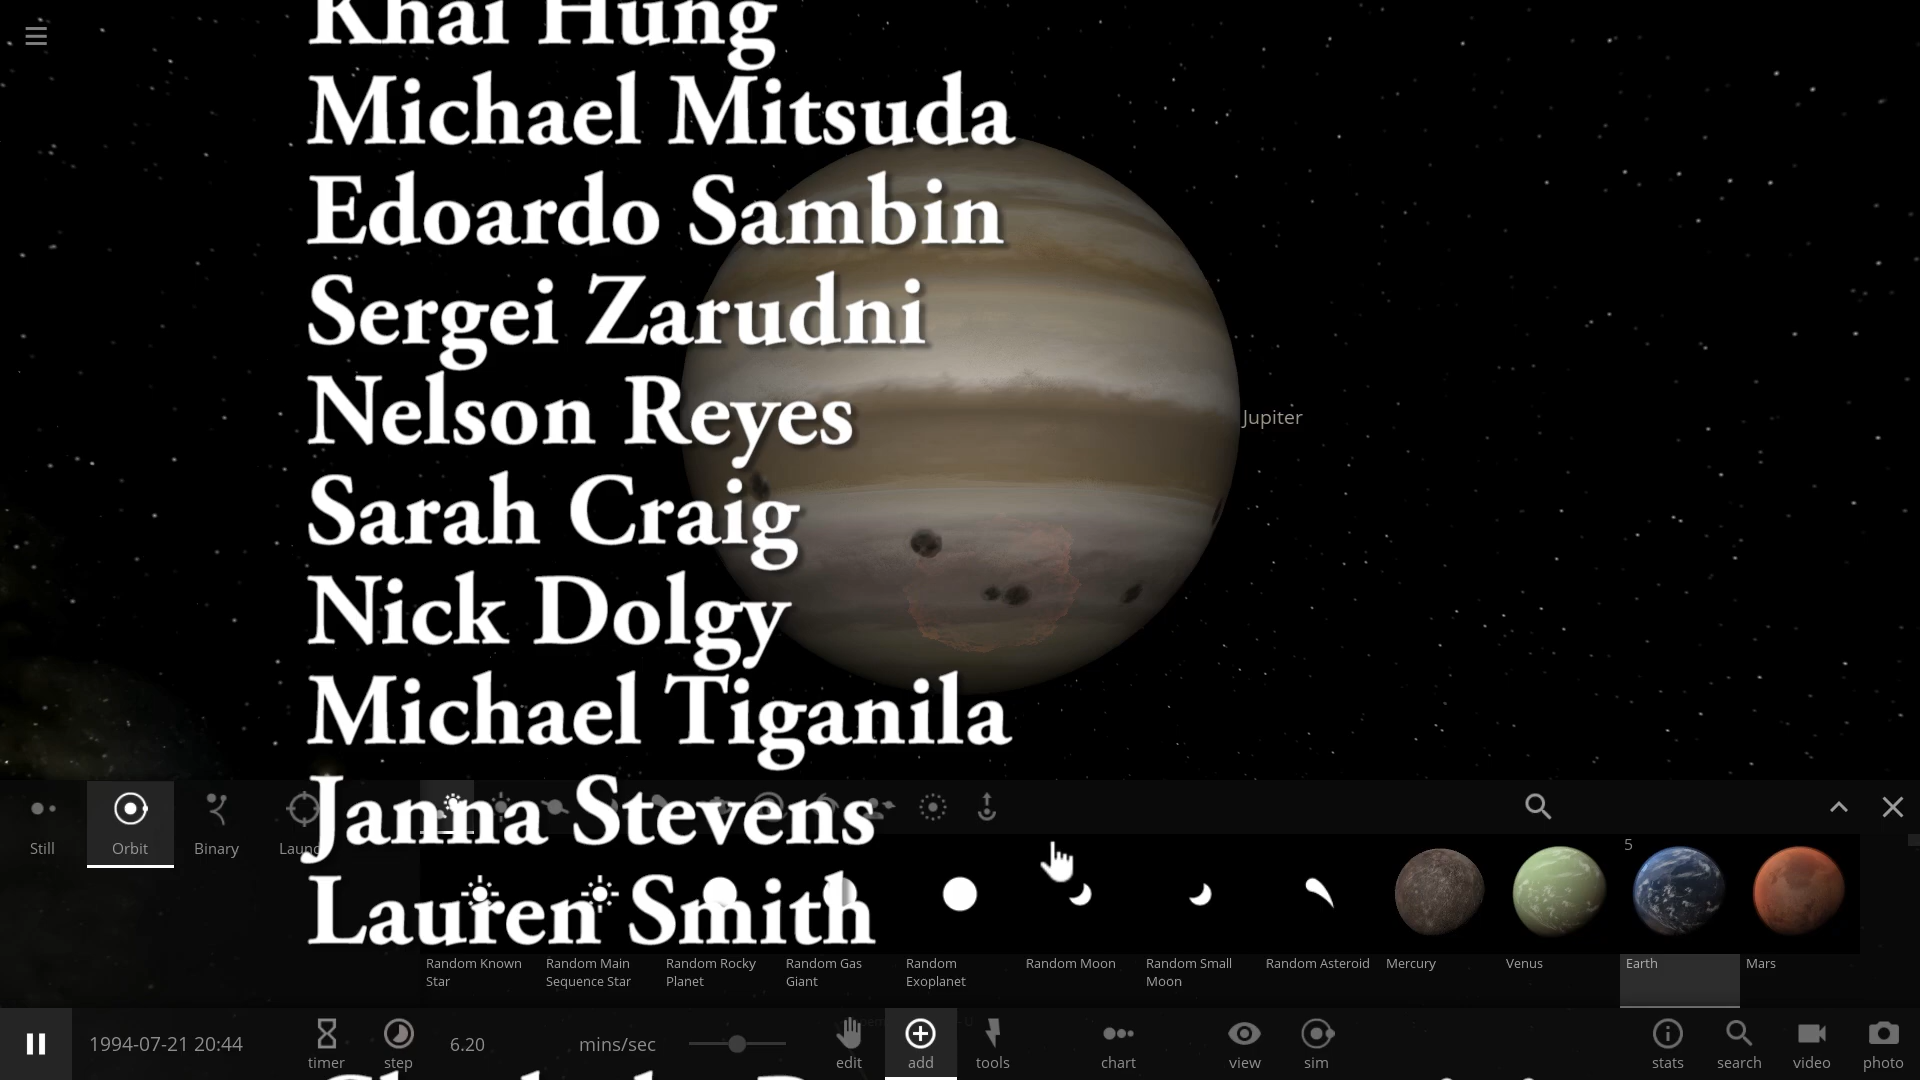 Khai Hung
Michael Mitsuda
Edoardo Sambin
Sergei Zarudni
Nelson Reyes
Jupiter
Sarah Craig
Nick Dolgy
Michael Tiganila
Janna Stevens
Still Orbit Binary
5
Lauren Smith
Random Known Star
Random Main Sequence Star
Random Rocky Planet
Random Gas Giant
Random Exoplanet
Random Moon
Random Small Moon
Random Asteroid
Mercury
Venus
Earth
Mars
1994-07-21 20:44
timer
step
6.20
mins/sec
edit
add
tools
chart
view
sim
stats
search
video
photo